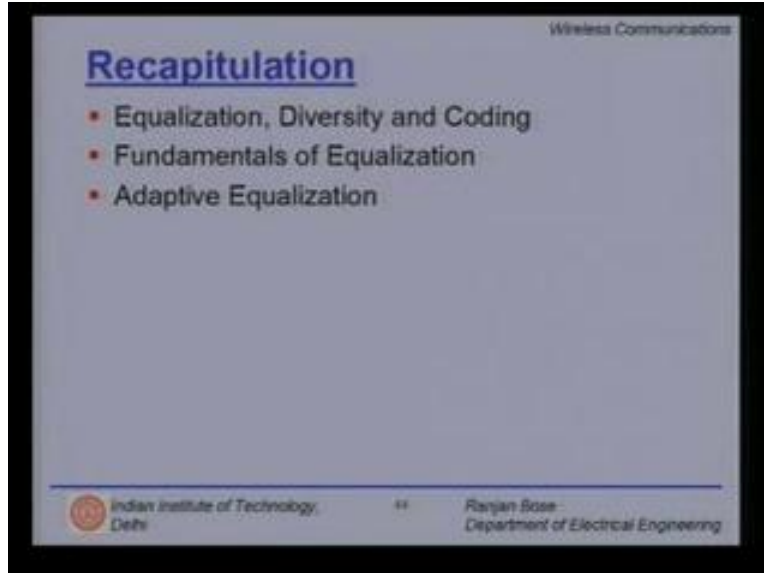 Wireless Communications
Recapitulation
Equalization, Diversity and Coding
Fundamentals of Equalization
Adaptive Equalization
Indian Institute of Technology,
Delhi
Ranjan Bose
Department of Electrical Engineering